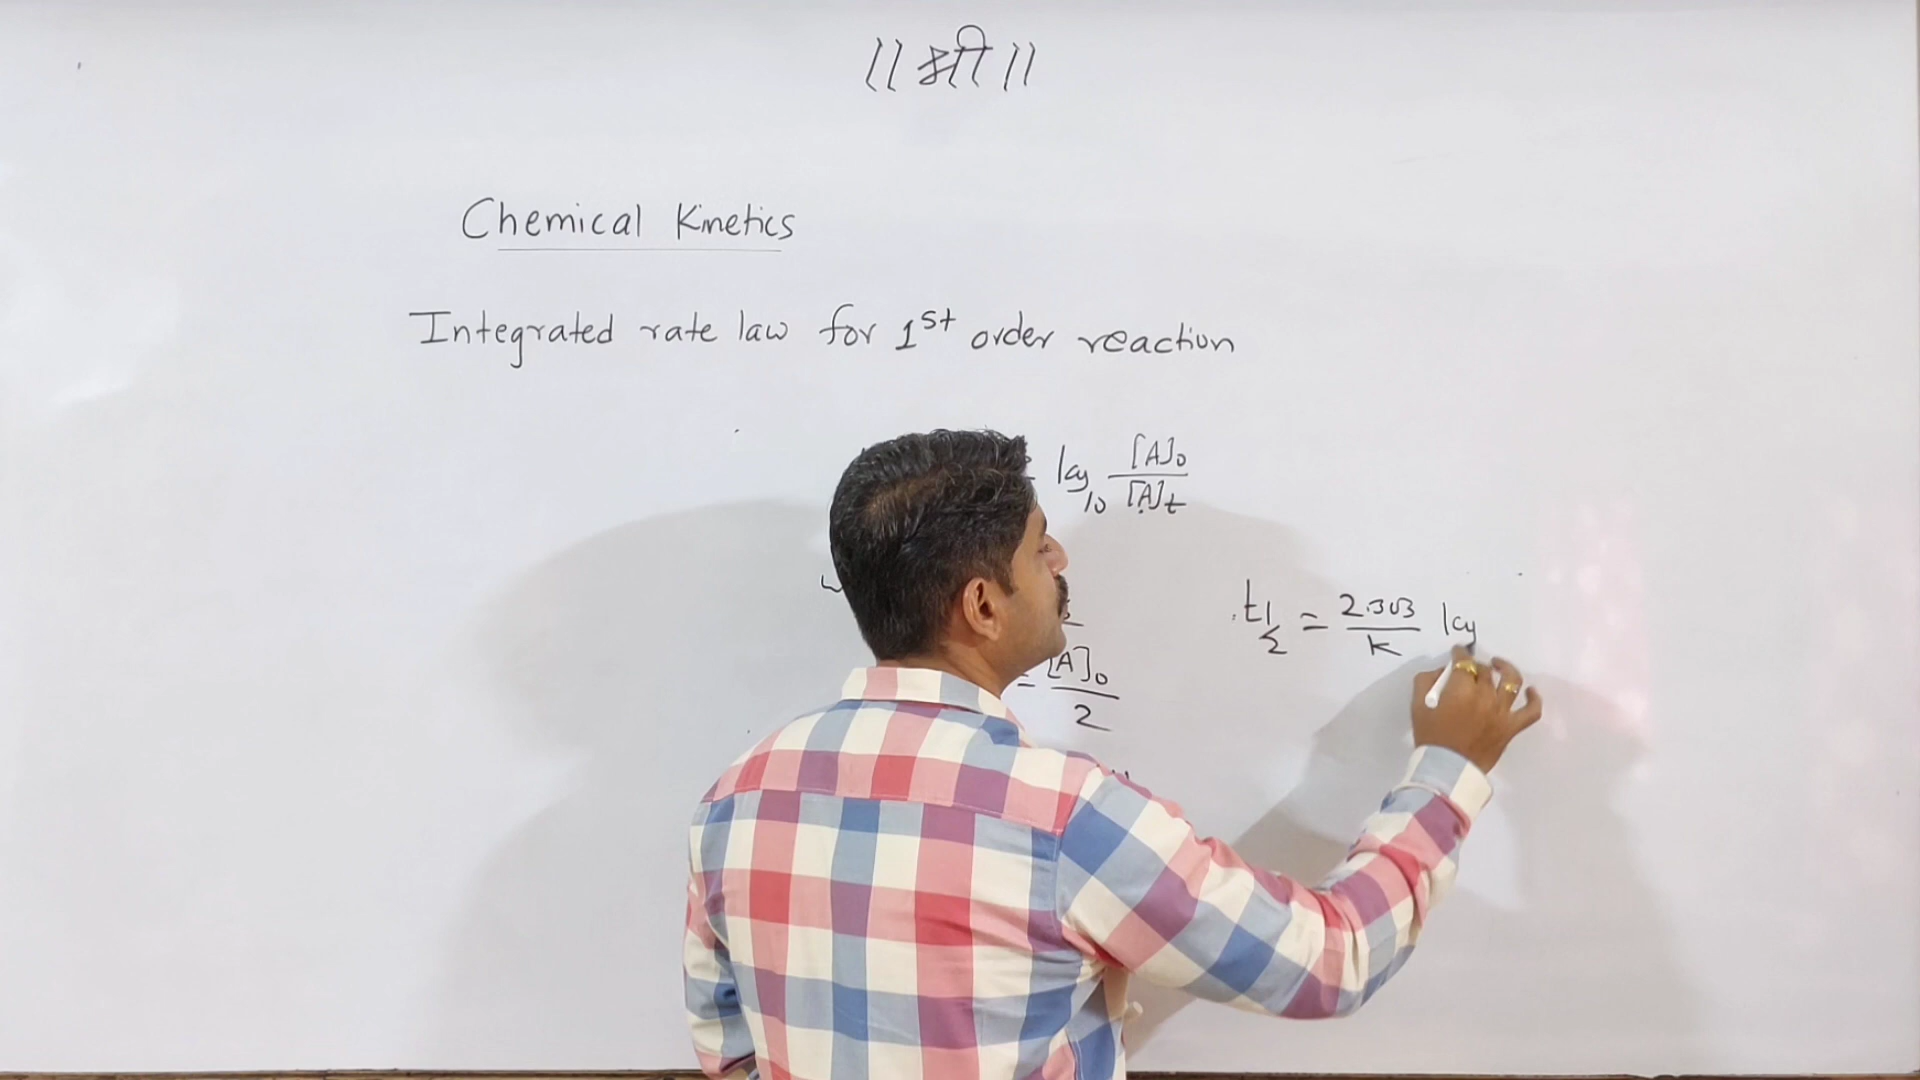 ॥ श्री ॥
Chemical Kinetics
Integrated rate law for 1st order reaction
log10 [A]0 / [A]t
t1/2 = 2.303 / k log
= [A]0 / 2